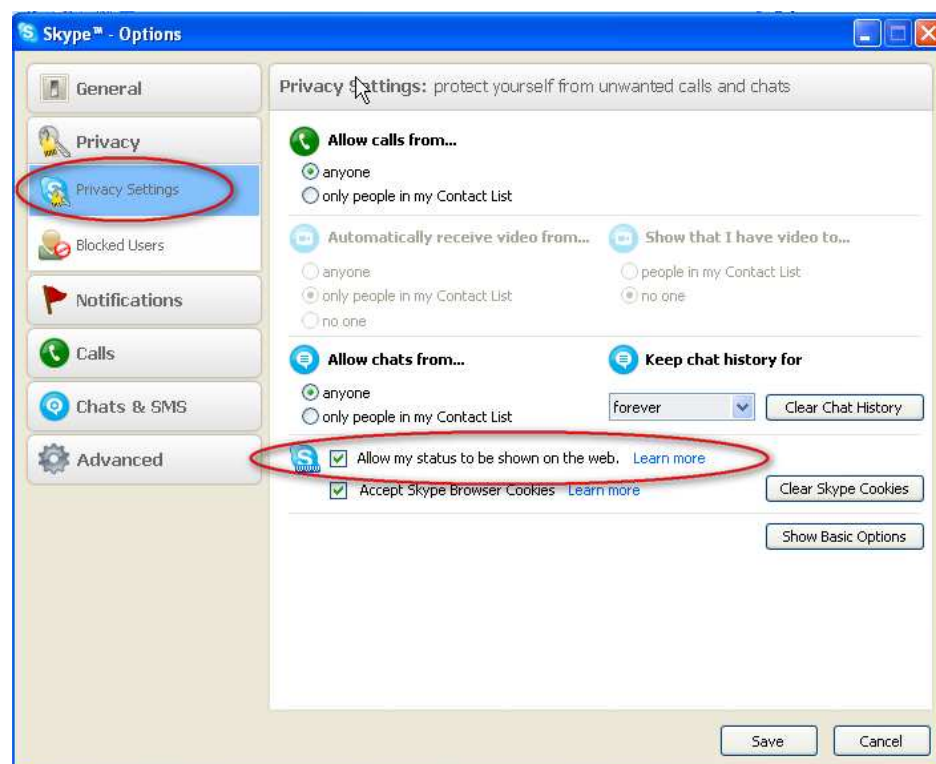 Skype™ - Options
General
Privacy
Privacy Settings
Blocked Users
Notifications
Calls
Chats & SMS
Advanced
Privacy Settings: protect yourself from unwanted calls and chats
Allow calls from...
anyone
only people in my Contact List
Automatically receive video from...
anyone
only people in my Contact List
no one
Show that I have video to...
people in my Contact List
no one
Allow chats from...
anyone
only people in my Contact List
Keep chat history for
forever
Clear Chat History
Allow my status to be shown on the web. Learn more
Accept Skype Browser Cookies Learn more
Clear Skype Cookies
Show Basic Options
Save
Cancel